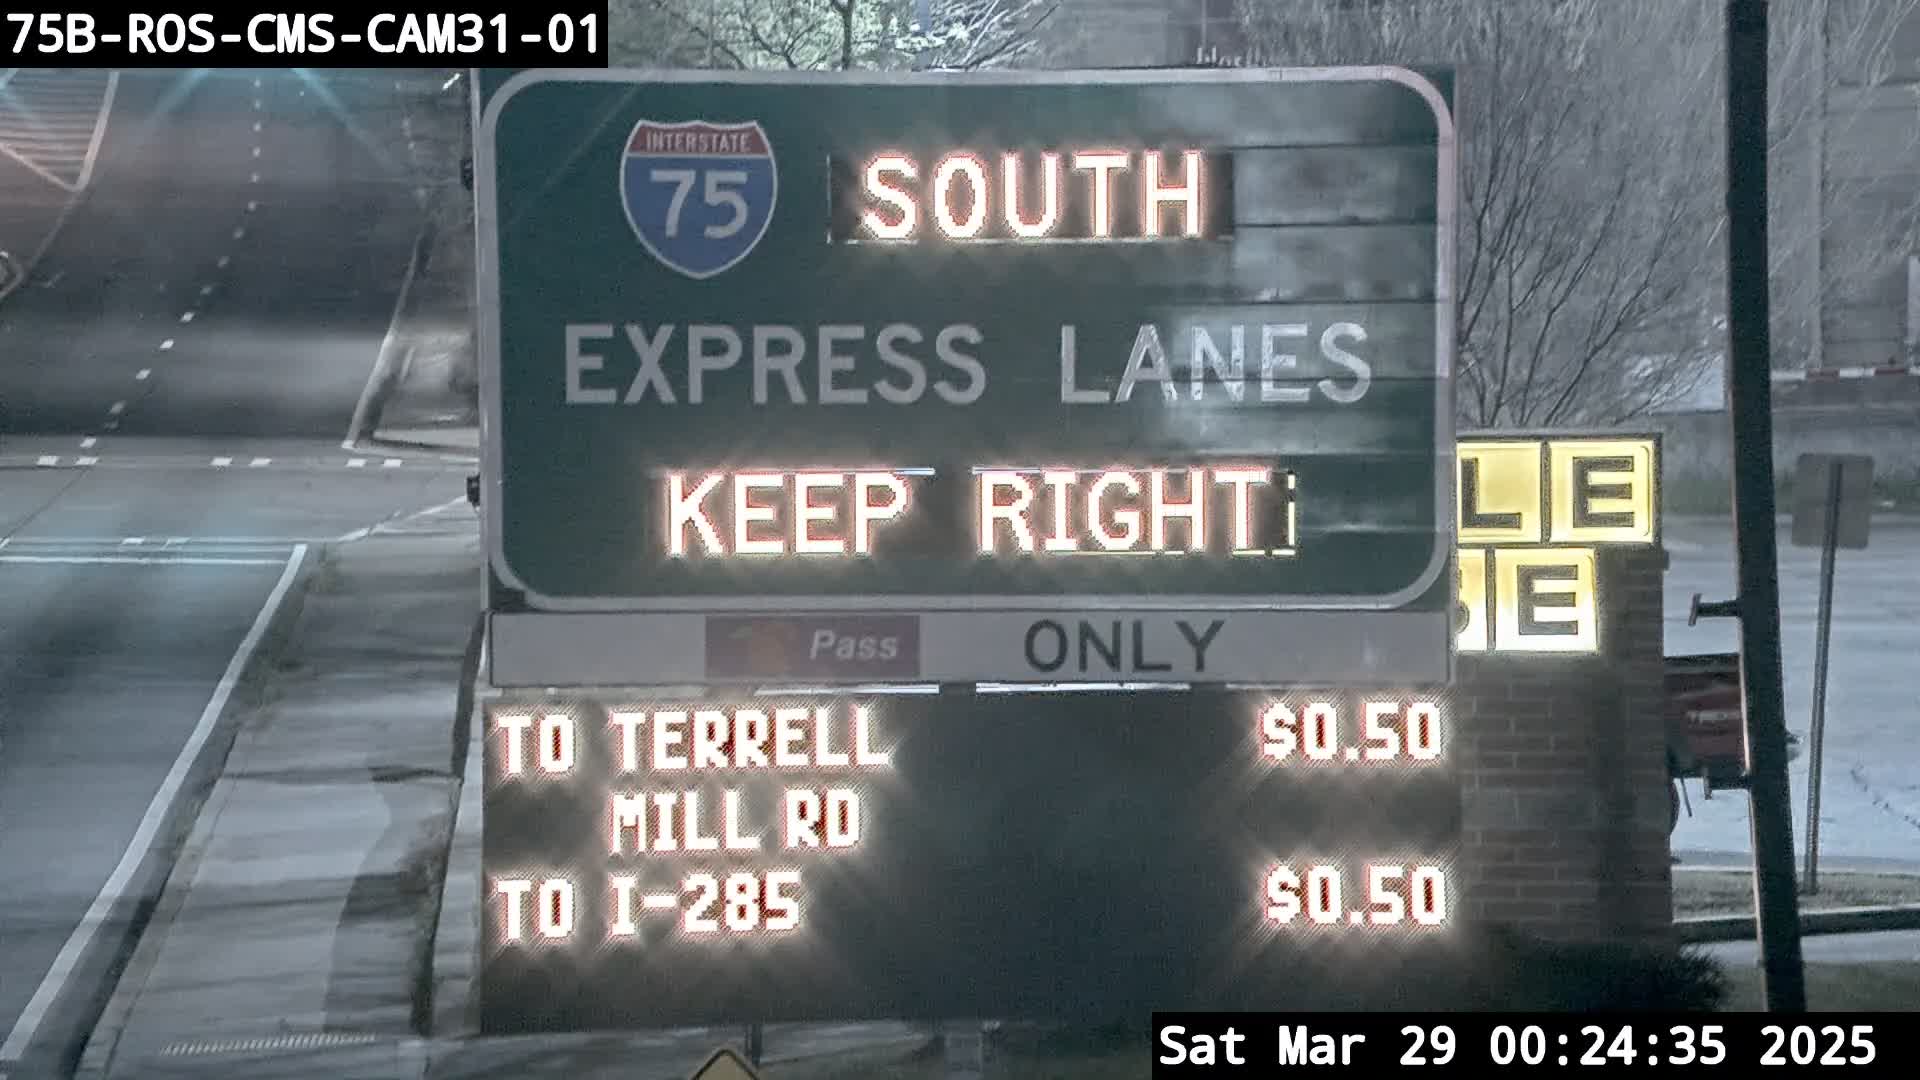 75B-ROS-CMS-CAM31-01
INTERSTATE
75
SOUTH
EXPRESS LANES
KEEP RIGHT
Pass ONLY
LE
E
TO TERRELL $0.50
MILL RD
TO I-285 $0.50
Sat Mar 29 00:24:35 2025